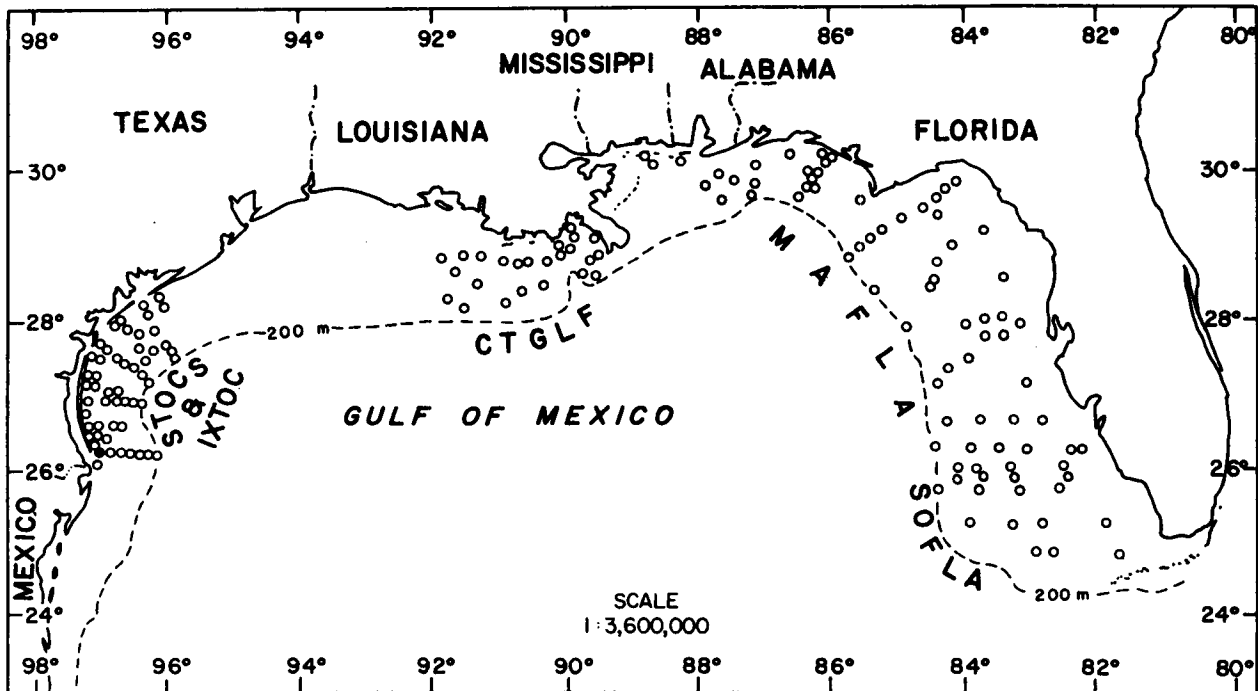 98° 96° 94° 92° 90° 88° 86° 84° 82° 80°
MISSISSIPPI ALABAMA
TEXAS LOUISIANA FLORIDA
30° 30°
MAFLA
28° 28°
200 m
CTGLF
STOCS
&
IXTOC
GULF OF MEXICO
26° 26°
SOFLA
MEXICO
200 m
SCALE
1:3,600,000
24° 24°
98° 96° 94° 92° 90° 88° 86° 84° 82° 80°